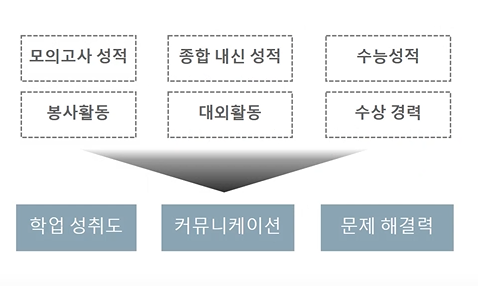 모의고사 성적
종합 내신 성적
수능성적
봉사활동
대외활동
수상 경력
학업 성취도
커뮤니케이션
문제 해결력